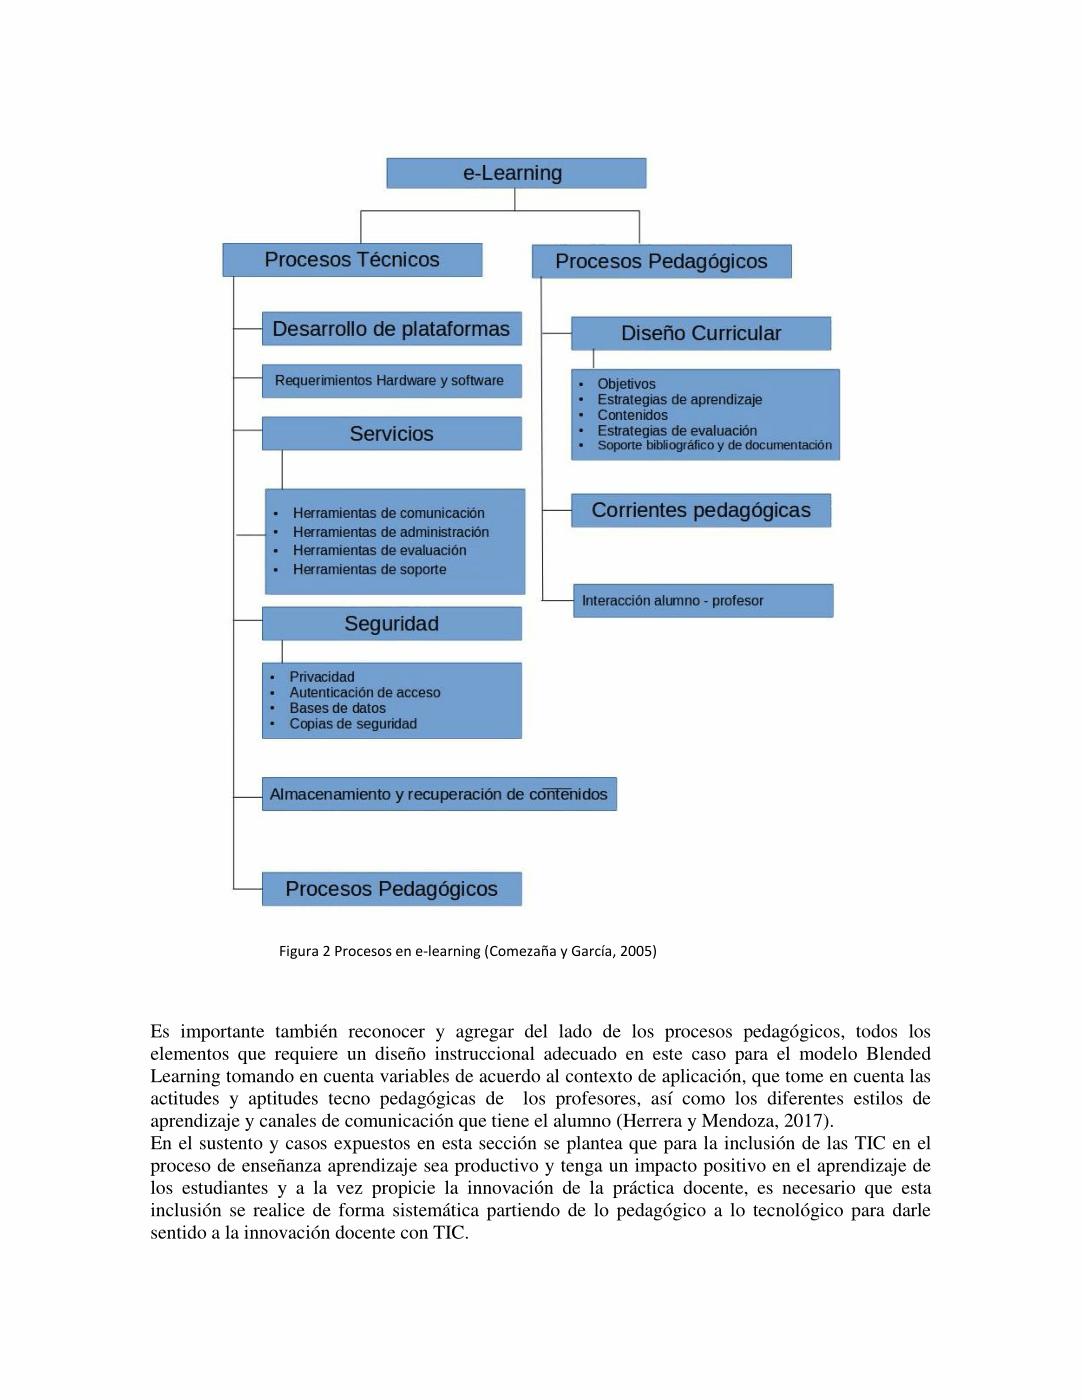 e-Learning
Procesos Técnicos
Desarrollo de plataformas
Requerimientos Hardware y software
Servicios
• Herramientas de comunicación
• Herramientas de administración
• Herramientas de evaluación
• Herramientas de soporte
Seguridad
• Privacidad
• Autenticación de acceso
• Bases de datos
• Copias de seguridad
Almacenamiento y recuperación de contenidos
Procesos Pedagógicos
Procesos Pedagógicos
Diseño Curricular
• Objetivos
• Estrategias de aprendizaje
• Contenidos
• Estrategias de evaluación
• Soporte bibliográfico y de documentación
Corrientes pedagógicas
Interacción alumno - profesor
Figura 2 Procesos en e-learning (Comezaña y García, 2005)
Es importante también reconocer y agregar del lado de los procesos pedagógicos, todos los
elementos que requiere un diseño instruccional adecuado en este caso para el modelo Blended
Learning tomando en cuenta variables de acuerdo al contexto de aplicación, que tome en cuenta las
actitudes y aptitudes tecno pedagógicas de los profesores, así como los diferentes estilos de
aprendizaje y canales de comunicación que tiene el alumno (Herrera y Mendoza, 2017).
En el sustento y casos expuestos en esta sección se plantea que para la inclusión de las TIC en el
proceso de enseñanza aprendizaje sea productivo y tenga un impacto positivo en el aprendizaje de
los estudiantes y a la vez propicie la innovación de la práctica docente, es necesario que esta
inclusión se realice de forma sistemática partiendo de lo pedagógico a lo tecnológico para darle
sentido a la innovación docente con TIC.